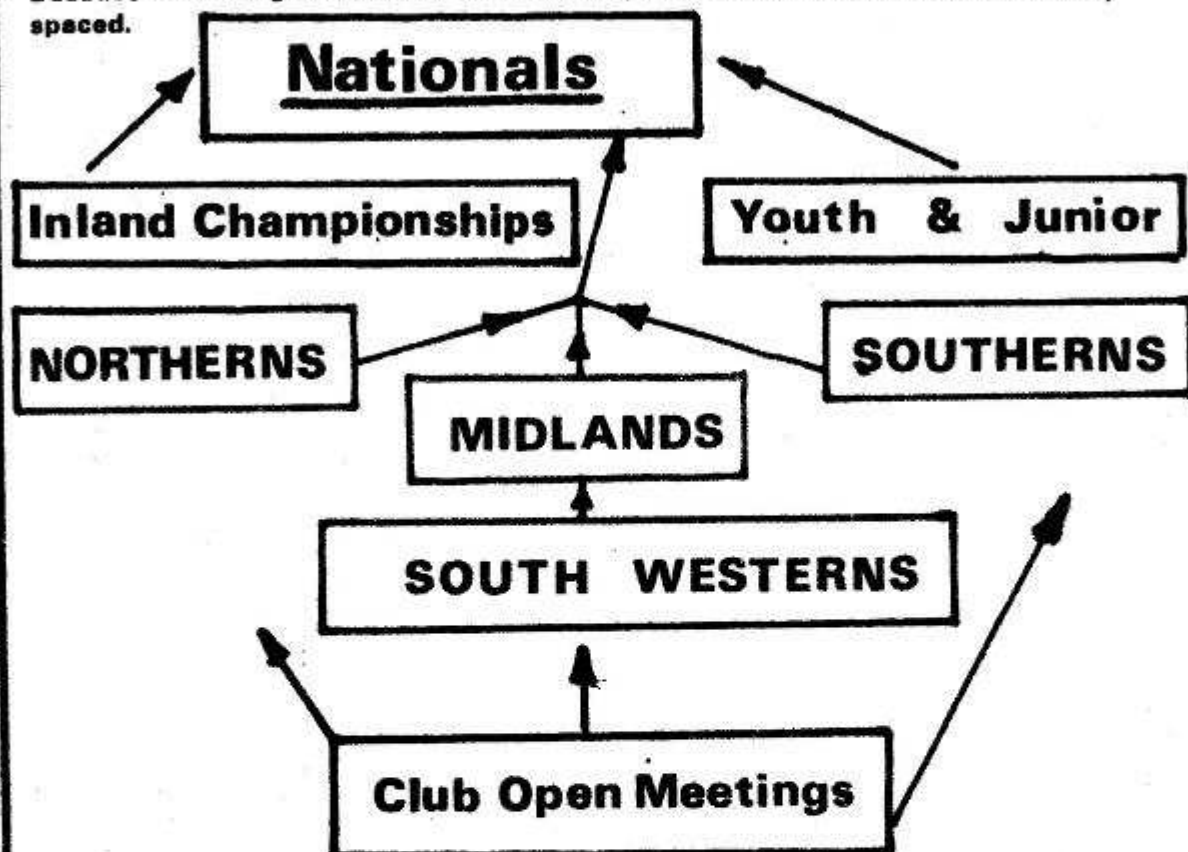 spaced.
Nationals
Inland Championships
Youth & Junior
NORTHERNS
SOUTHERNS
MIDLANDS
SOUTH WESTERNS
Club Open Meetings